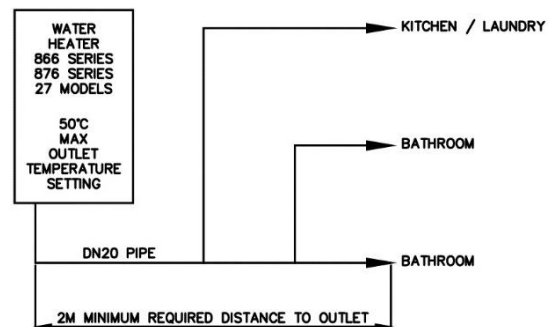 WATER
HEATER
866 SERIES
876 SERIES
27 MODELS
50°C
MAX
OUTLET
TEMPERATURE
SETTING
KITCHEN / LAUNDRY
BATHROOM
DN20 PIPE
BATHROOM
2M MINIMUM REQUIRED DISTANCE TO OUTLET